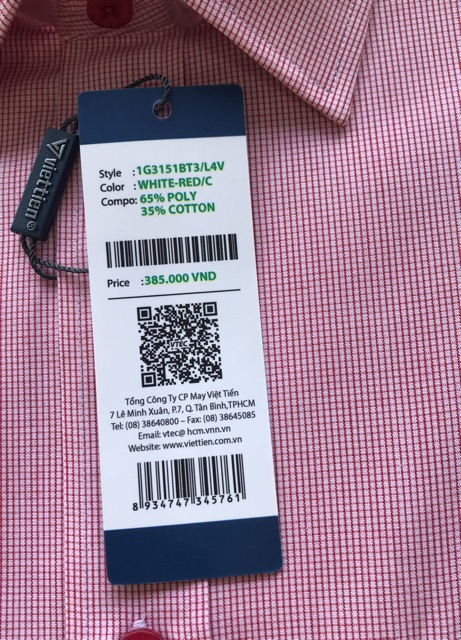 viettien
Style : 1G3151BT3/L4V
Color : WHITE-RED/C
Compo: 65% POLY
35% COTTON
Price : 385.000 VND
VTEC
Tổng Công Ty CP May Việt Tiến
7 Lê Minh Xuân, P.7, Q. Tân Bình,TPHCM
Tel: (08) 38640800 – Fax: (08) 38645085
Email: vtec@ hcm.vnn.vn
Website: www.viettien.com.vn
8 934747 345761